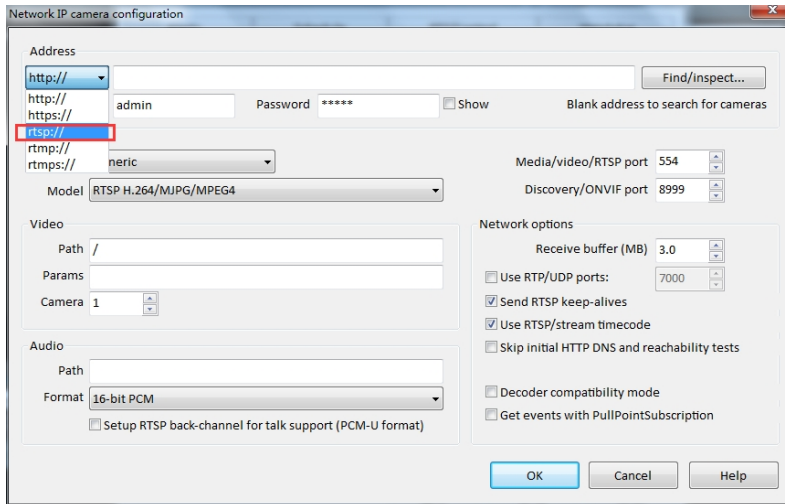 Network IP camera configuration
Address
http://
Find/inspect...
http://
https://
rtsp://
rtmp://
rtmps://
admin
Password *****
Show
Blank address to search for cameras
neric
Media/video/RTSP port 554
Model RTSP H.264/MJPG/MPEG4
Discovery/ONVIF port 8999
Video
Path /
Params
Camera 1
Network options
Receive buffer (MB) 3.0
Use RTP/UDP ports: 7000
Send RTSP keep-alives
Use RTSP/stream timecode
Skip initial HTTP DNS and reachability tests
Decoder compatibility mode
Get events with PullPointSubscription
Audio
Path
Format 16-bit PCM
Setup RTSP back-channel for talk support (PCM-U format)
OK
Cancel
Help